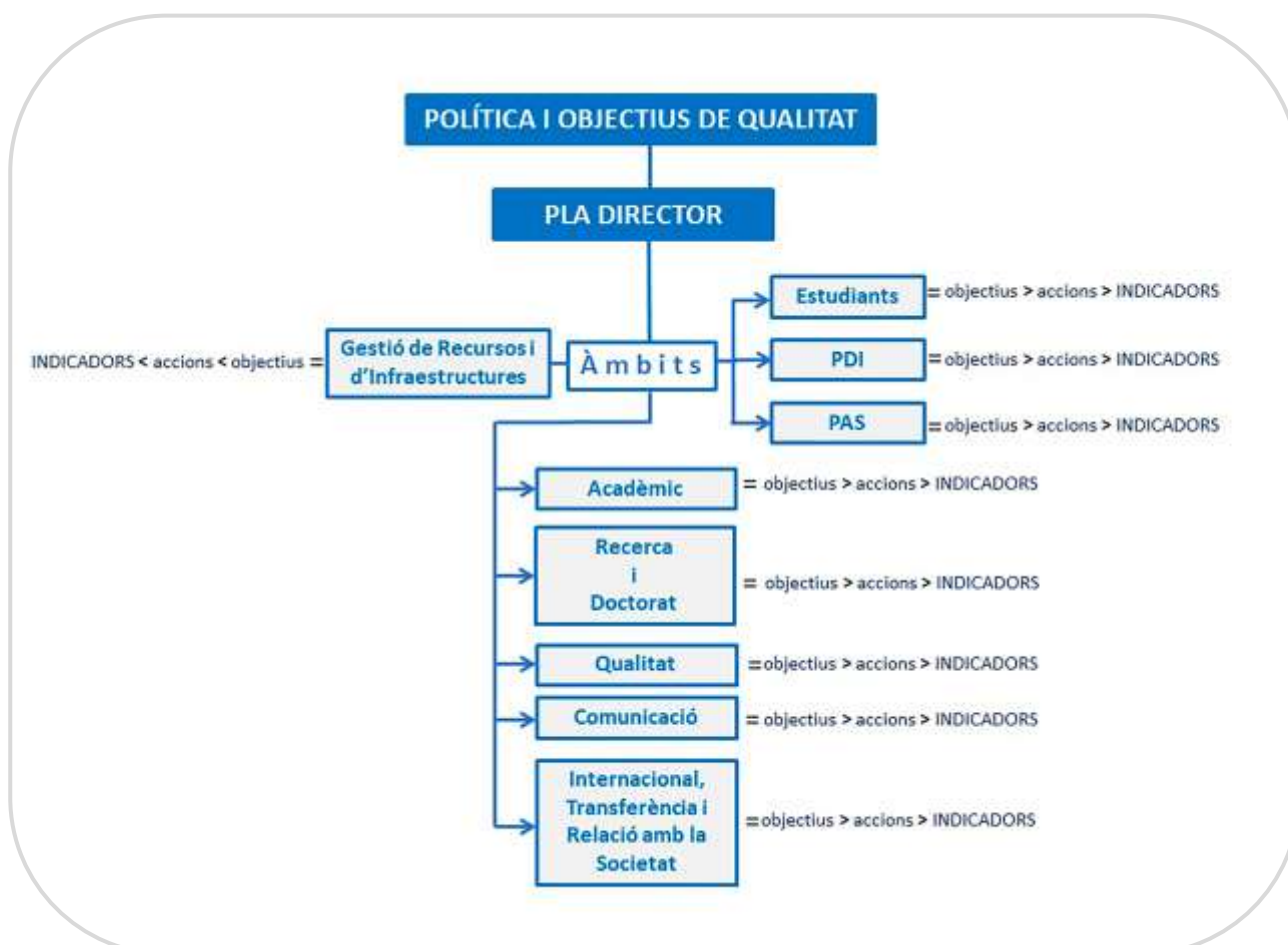 POLÍTICA I OBJECTIUS DE QUALITAT
PLA DIRECTOR
Estudiants
= objectius > accions > INDICADORS
INDICADORS < accions < objectius =
Gestió de Recursos i
d'Infraestructures
Àmbits
PDI
= objectius > accions > INDICADORS
PAS
= objectius > accions > INDICADORS
Acadèmic
= objectius > accions > INDICADORS
Recerca
i
Doctorat
= objectius > accions > INDICADORS
Qualitat
= objectius > accions > INDICADORS
Comunicació
= objectius > accions > INDICADORS
Internacional,
Transferència i
Relació amb la
Societat
= objectius > accions > INDICADORS